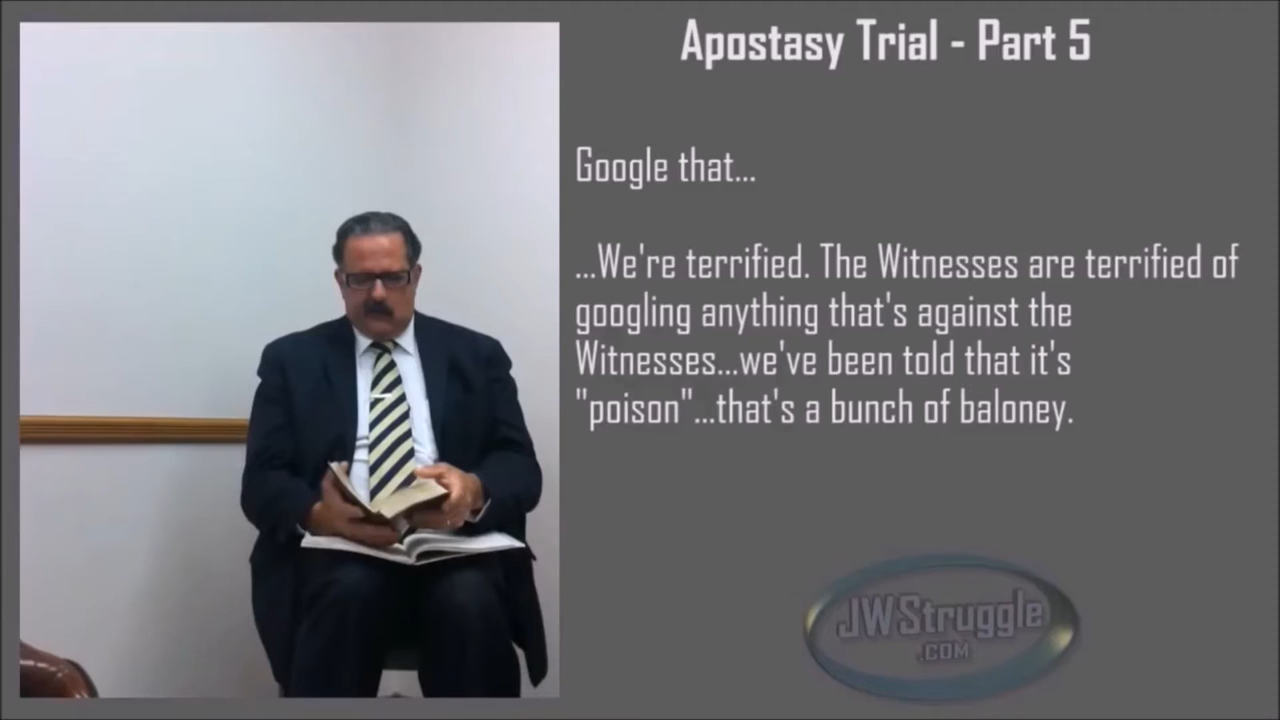 Apostasy Trial - Part 5
Google that...
...We're terrified. The Witnesses are terrified of
googling anything that's against the
Witnesses...we've been told that it's
"poison"...that's a bunch of baloney.
JWStruggle
.COM